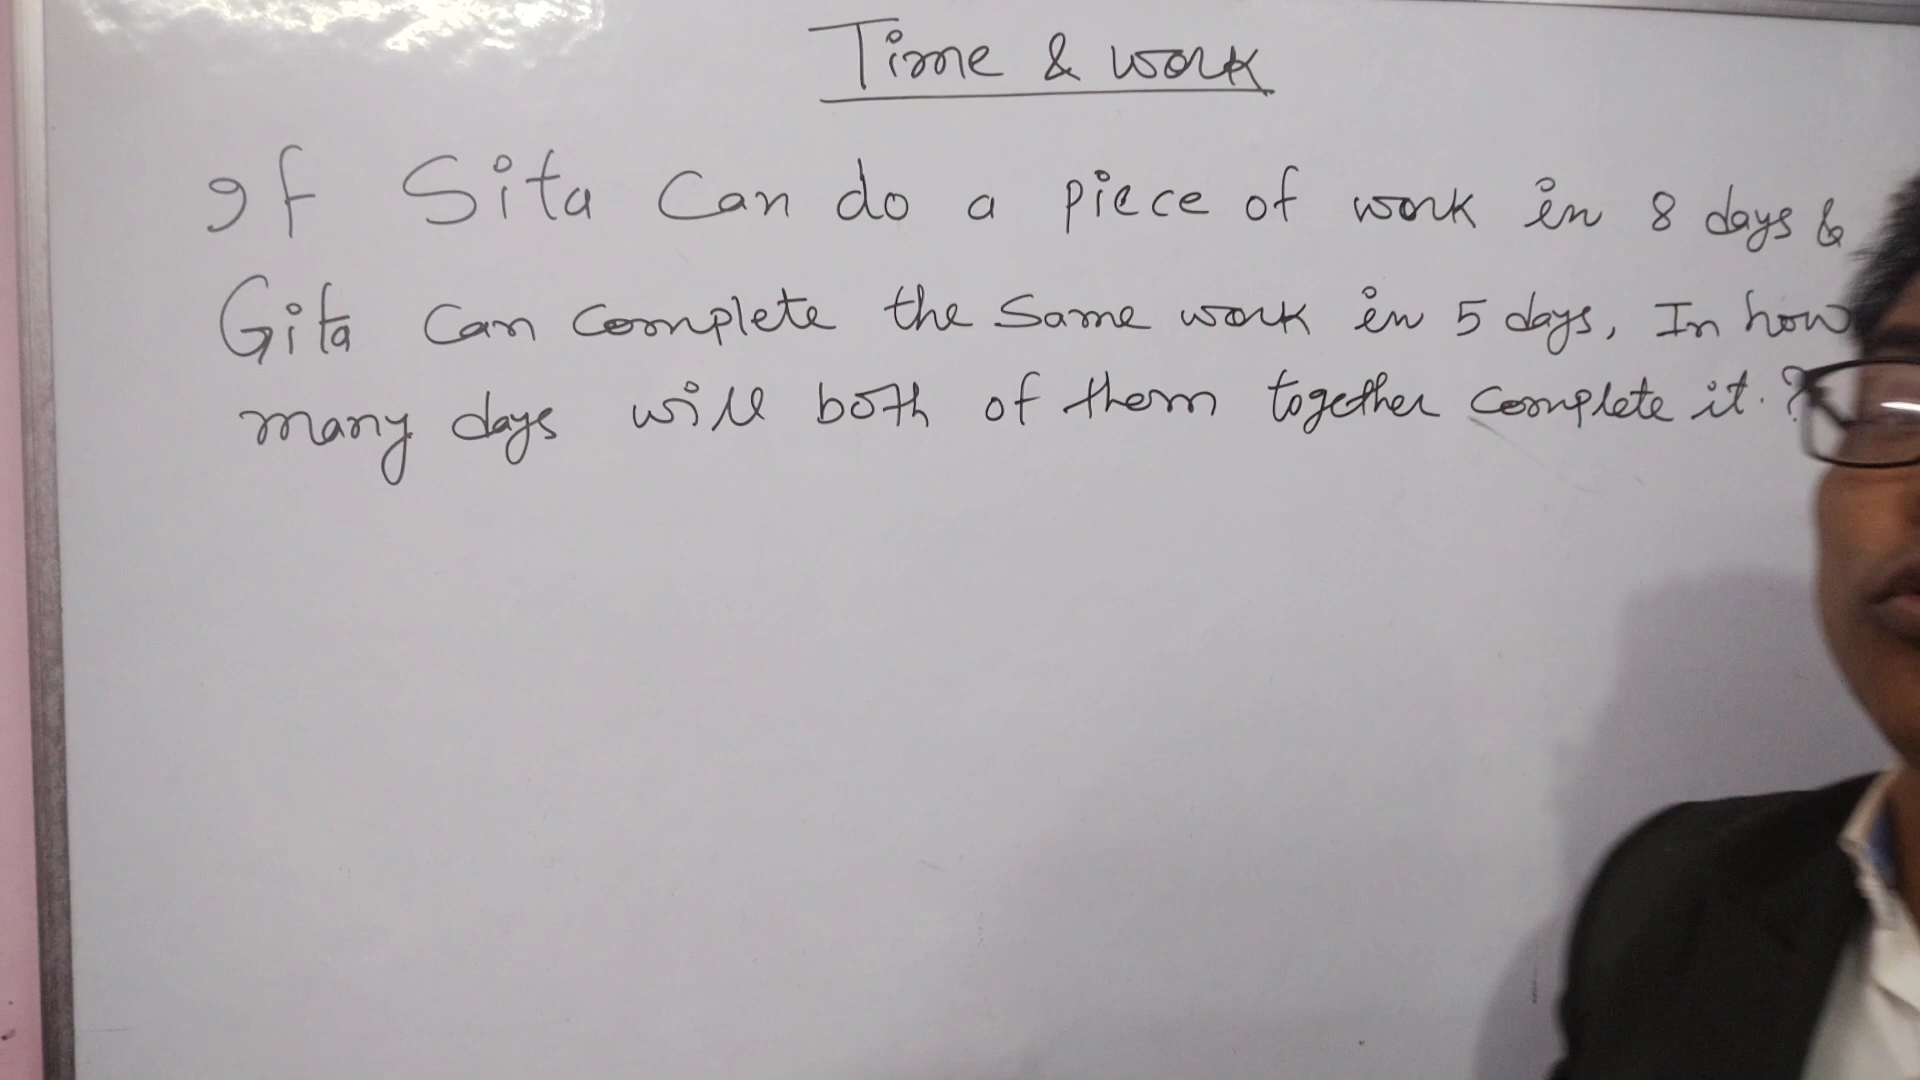 Time & work
If Sita can do a piece of work in 8 days &
Gita can complete the same work in 5 days, In how
many days will both of them together complete it.?